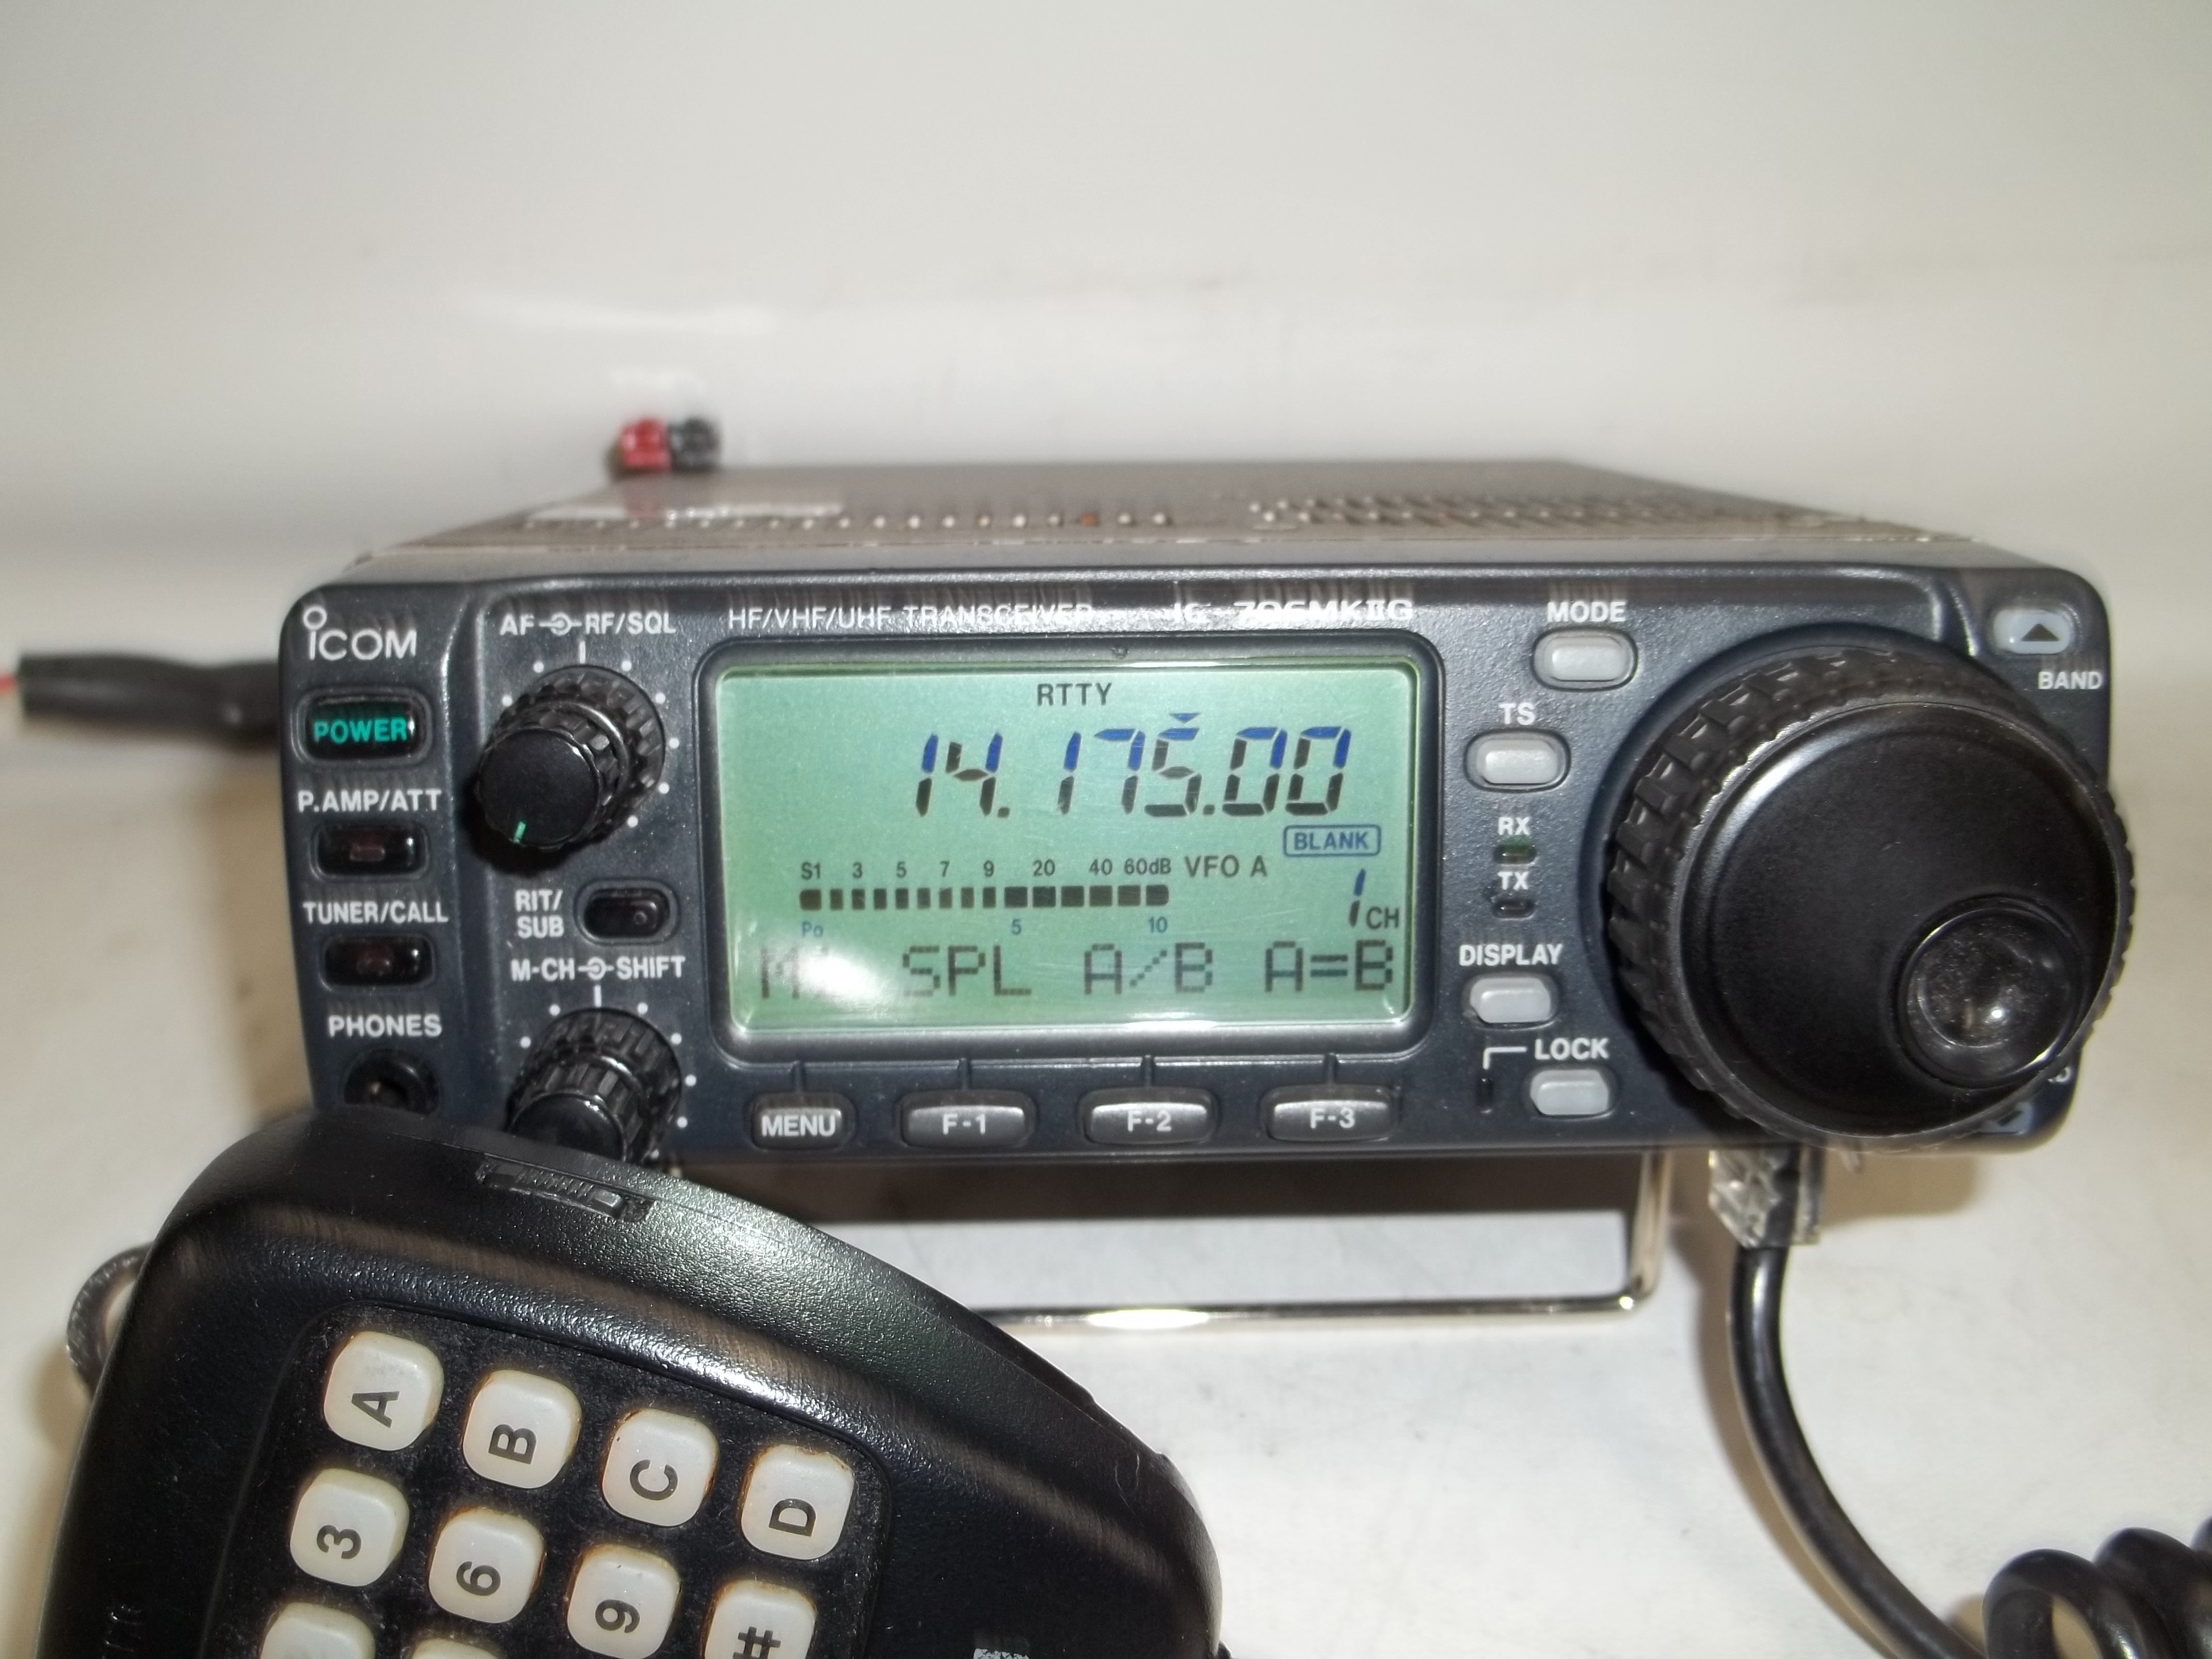 ICOM
AF RF/SQL
HF/VHF/UHF TRANSCEIVER IC-706MKIIG
MODE
BAND
POWER
RTTY
TS
14.175.00
P.AMP/ATT
RX
BLANK
S1 3 5 7 9 20 40 60dB VFO A
TX
TUNER/CALL
RIT/
SUB
1CH
Po 5 10
SPL A/B A=B
DISPLAY
M-CH SHIFT
PHONES
LOCK
MENU F-1 F-2 F-3
A B C D
3 6 9 #